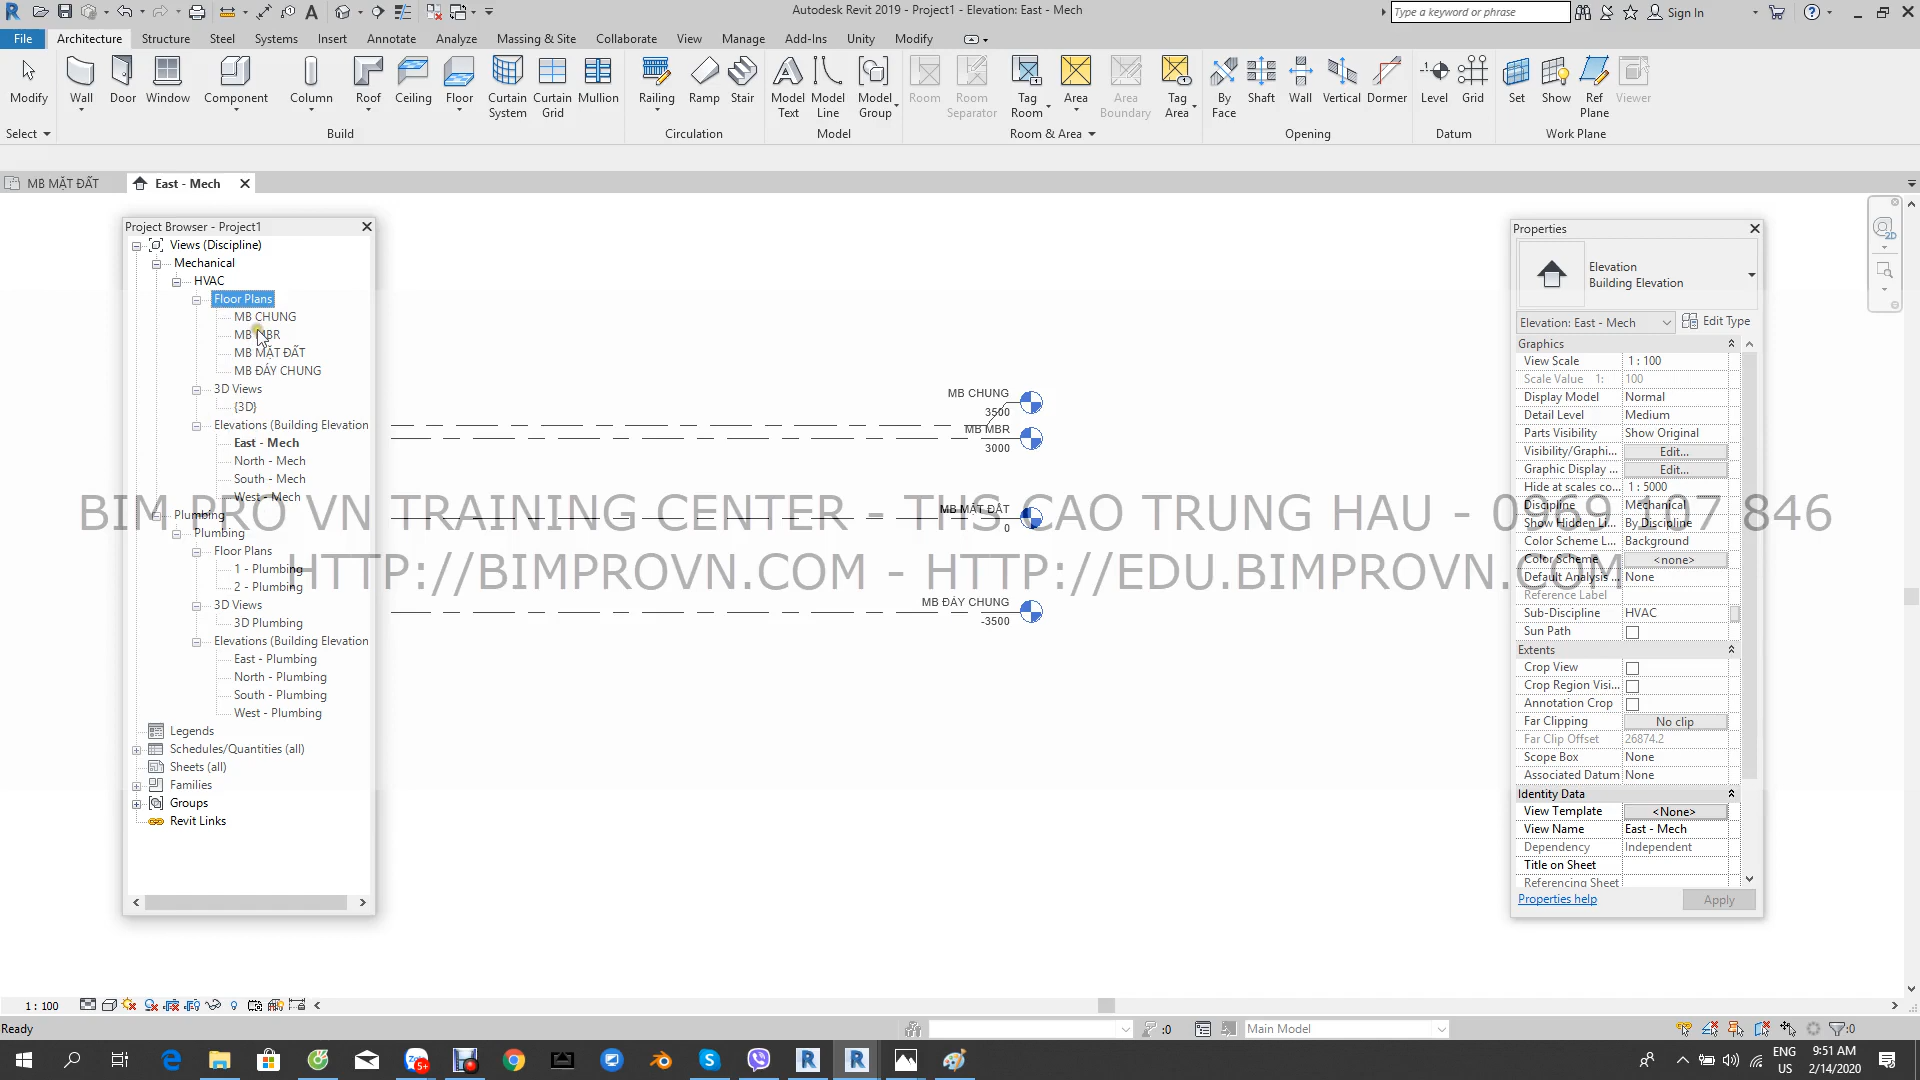 Autodesk Revit 2019 - Project1 - Elevation: East - Mech
Type a keyword or phrase
Sign In
File Architecture Structure Steel Systems Insert Annotate Analyze Massing & Site Collaborate View Manage Add-Ins Unity Modify
Modify
Wall
Door
Window
Component
Column
Roof
Ceiling
Floor
Curtain System
Curtain Grid
Mullion
Railing
Ramp
Stair
Model Text
Model Line
Model Group
Room
Room Separator
Tag Room
Area
Area Boundary
Tag Area
By Face
Shaft
Wall
Vertical
Dormer
Level
Grid
Set
Show
Ref Plane
Viewer
Select Build Circulation Model Room & Area Opening Datum Work Plane
MB MẶT ĐẤT
East - Mech
Project Browser - Project1
Views (Discipline)
Mechanical
HVAC
Floor Plans
MB CHUNG
MB MBR
MB MẶT ĐẤT
MB ĐÁY CHUNG
3D Views
{3D}
Elevations (Building Elevation
East - Mech
North - Mech
South - Mech
West - Mech
Plumbing
Plumbing
Floor Plans
1 - Plumbing
2 - Plumbing
3D Views
3D Plumbing
Elevations (Building Elevation
East - Plumbing
North - Plumbing
South - Plumbing
West - Plumbing
Legends
Schedules/Quantities (all)
Sheets (all)
Families
Groups
Revit Links
MB CHUNG
3500
MB MBR
3000
MB MẶT ĐẤT
0
MB ĐÁY CHUNG
-3500
BIM PRO VN TRAINING CENTER - THS CAO TRUNG HAU - 0969 107 846
HTTP://BIMPROVN.COM - HTTP://EDU.BIMPROVN.COM
Properties
Elevation
Building Elevation
Elevation: East - Mech
Edit Type
Graphics
View Scale 1 : 100
Scale Value 1: 100
Display Model Normal
Detail Level Medium
Parts Visibility Show Original
Visibility/Graphi... Edit...
Graphic Display ... Edit...
Hide at scales co... 1 : 5000
Discipline Mechanical
Show Hidden Li... By Discipline
Color Scheme L... Background
Color Scheme <none>
Default Analysis ... None
Reference Label
Sub-Discipline HVAC
Sun Path
Extents
Crop View
Crop Region Visi...
Annotation Crop
Far Clipping No clip
Far Clip Offset 26874.2
Scope Box None
Associated Datum None
Identity Data
View Template <None>
View Name East - Mech
Dependency Independent
Title on Sheet
Referencing Sheet
Properties help
Apply
1 : 100
Ready
:0
Main Model
:0
5+
ENG
US
9:51 AM
2/14/2020